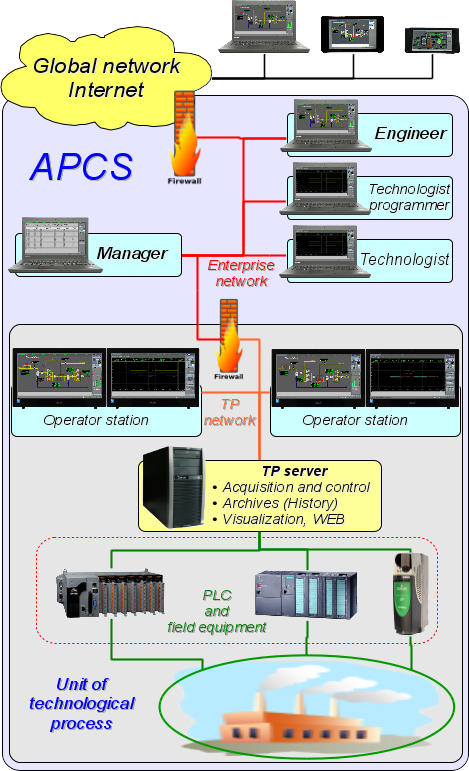 Global network
Internet
APCS
Firewall
Engineer
Technologist
programmer
Manager
Technologist
Enterprise
network
Firewall
Operator station
TP
network
Operator station
TP server
• Acquisition and control
• Archives (History)
• Visualization, WEB
PLC
and
field equipment
Unit of
technological
process